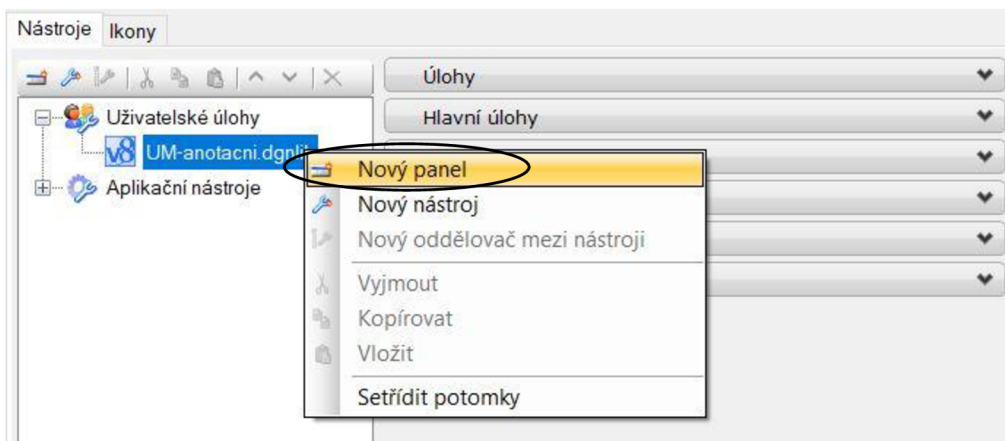 Nástroje Ikony
Úlohy
Hlavní úlohy
Uživatelské úlohy
V8 UM-anotacni.dgnli
Aplikační nástroje
Nový panel
Nový nástroj
Nový oddělovač mezi nástroji
Vyjmout
Kopírovat
Vložit
Setřídit potomky